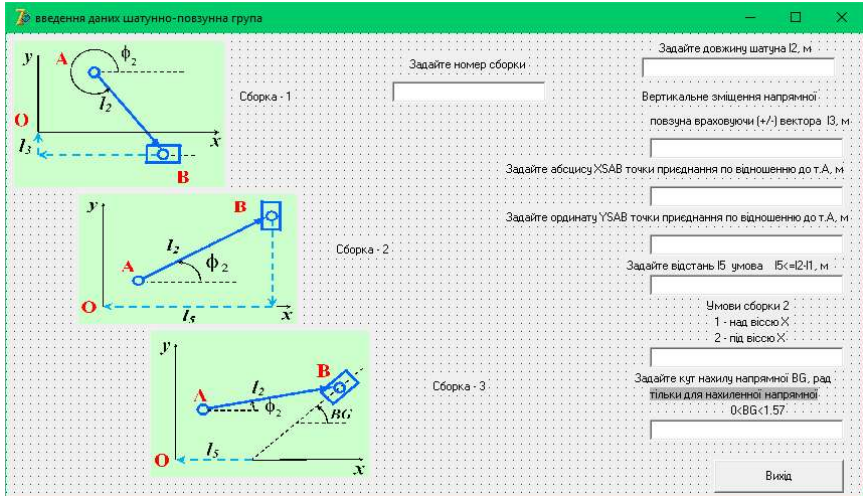 введення даних шатунно-повзунна група
y
A
ϕ2
l2
O
l3
x
B
Сборка - 1
y
B
l2
A
ϕ2
O
l5
x
Сборка - 2
y
B
l2
A
ϕ2
BG
l5
O
x
Сборка - 3
Задайте номер сборки
Задайте довжину шатуна l2, м
Вертикальне зміщення напрямної
повзуна враховуючи (+/-) вектора l3, м
Задайте абсцису XSAB точки приєднання по відношенню до т.А, м
Задайте ординату YSAB точки приєднання по відношенню до т.А, м
Задайте відстань l5 умова l5<=l2-l1, м
Умови сборки 2
1 - над віссю X
2 - під віссю X
Задайте кут нахилу напрямної BG, рад
тільки для нахиленної напрямної
0<BG<1.57
Вихід